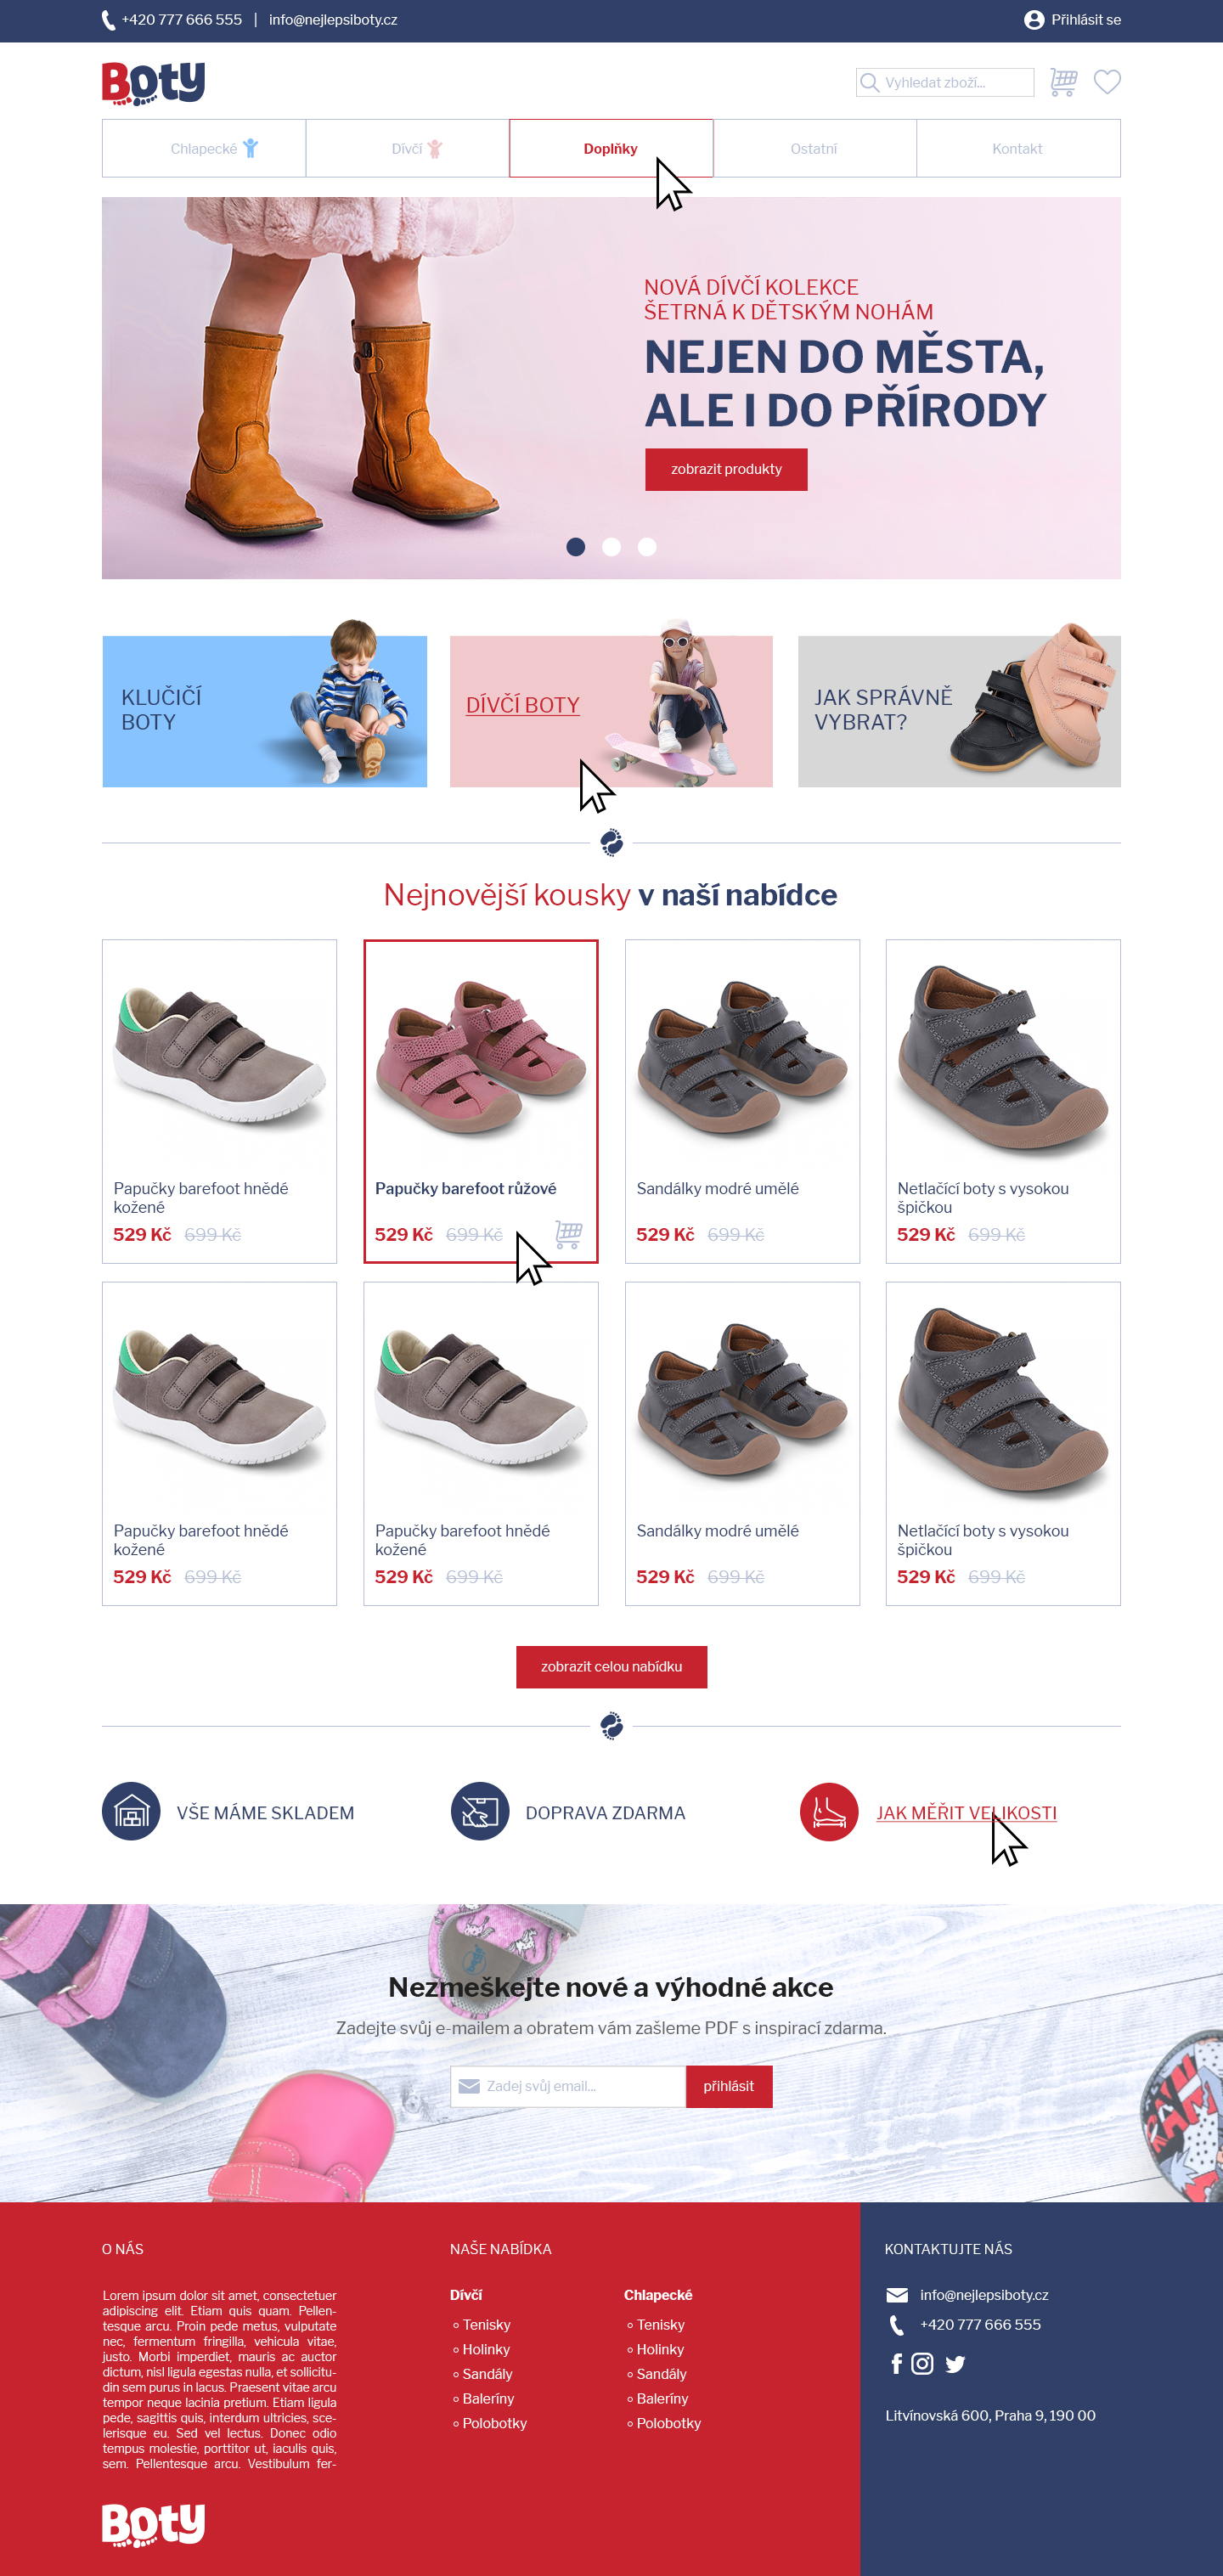 +420 777 666 555 | info@nejlepsiboty.cz
Přihlásit se
Boty
Vyhledat zboží...
Chlapecké
Dívčí
Doplňky
Ostatní
Kontakt
NOVÁ DÍVČÍ KOLEKCE
ŠETRNÁ K DĚTSKÝM NOHÁM
NEJEN DO MĚSTA,
ALE I DO PŘÍRODY
zobrazit produkty
KLUČIČÍ
BOTY
DÍVČÍ BOTY
JAK SPRÁVNĚ
VYBRAT?
Nejnovější kousky v naší nabídce
Papučky barefoot hnědé
kožené
529 Kč 699 Kč
Papučky barefoot růžové
529 Kč 699 Kč
Sandálky modré umělé
529 Kč 699 Kč
Netlačící boty s vysokou
špičkou
529 Kč 699 Kč
Papučky barefoot hnědé
kožené
529 Kč 699 Kč
Papučky barefoot hnědé
kožené
529 Kč 699 Kč
Sandálky modré umělé
529 Kč 699 Kč
Netlačící boty s vysokou
špičkou
529 Kč 699 Kč
zobrazit celou nabídku
VŠE MÁME SKLADEM
DOPRAVA ZDARMA
JAK MĚŘIT VELIKOSTI
Nezmeškejte nové a výhodné akce
Zadejte svůj e-mailem a obratem vám zašleme PDF s inspirací zdarma.
Zadej svůj email...
přihlásit
O NÁS
Lorem ipsum dolor sit amet, consectetuer
adipiscing elit. Etiam quis quam. Pellen-
tesque arcu. Proin pede metus, vulputate
nec, fermentum fringilla, vehicula vitae,
justo. Morbi imperdiet, mauris ac auctor
dictum, nisl ligula egestas nulla, et sollicitu-
din sem purus in lacus. Praesent vitae arcu
tempor neque lacinia pretium. Etiam ligula
pede, sagittis quis, interdum ultricies, sce-
lerisque eu. Sed vel lectus. Donec odio
tempus molestie, porttitor ut, iaculis quis,
sem. Pellentesque arcu. Vestibulum fer-
Boty
NAŠE NABÍDKA
Dívčí
Tenisky
Holinky
Sandály
Baleríny
Polobotky
Chlapecké
Tenisky
Holinky
Sandály
Baleríny
Polobotky
KONTAKTUJTE NÁS
info@nejlepsiboty.cz
+420 777 666 555
Litvínovská 600, Praha 9, 190 00